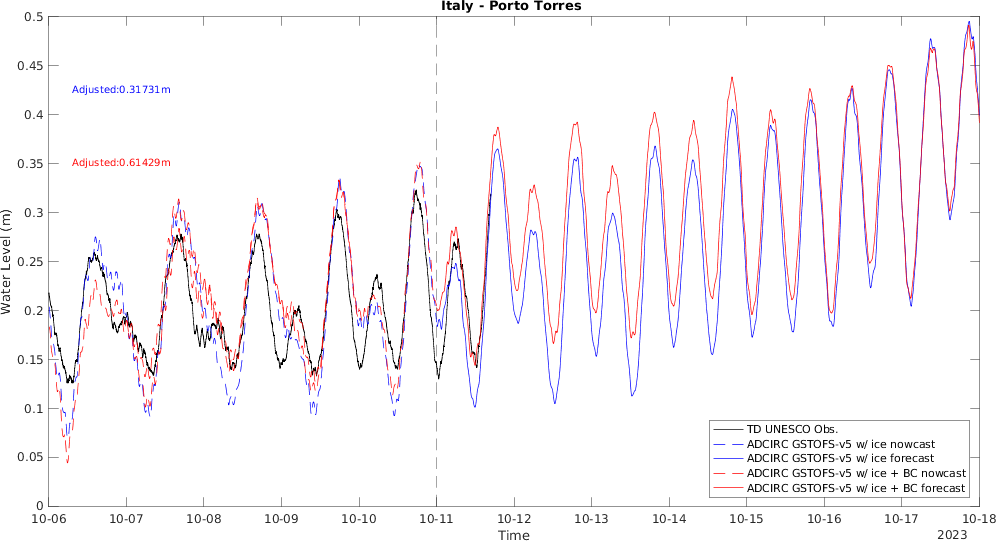 Italy - Porto Torres
0.5
0.45
0.4
0.35
0.3
0.25
0.2
0.15
0.1
0.05
0
Water Level (m)
Adjusted:0.31731m
Adjusted:0.61429m
TD UNESCO Obs.
ADCIRC GSTOFS-v5 w/ ice nowcast
ADCIRC GSTOFS-v5 w/ ice forecast
ADCIRC GSTOFS-v5 w/ ice + BC nowcast
ADCIRC GSTOFS-v5 w/ ice + BC forecast
10-06 10-07 10-08 10-09 10-10 10-11 10-12 10-13 10-14 10-15 10-16 10-17 10-18
Time
2023